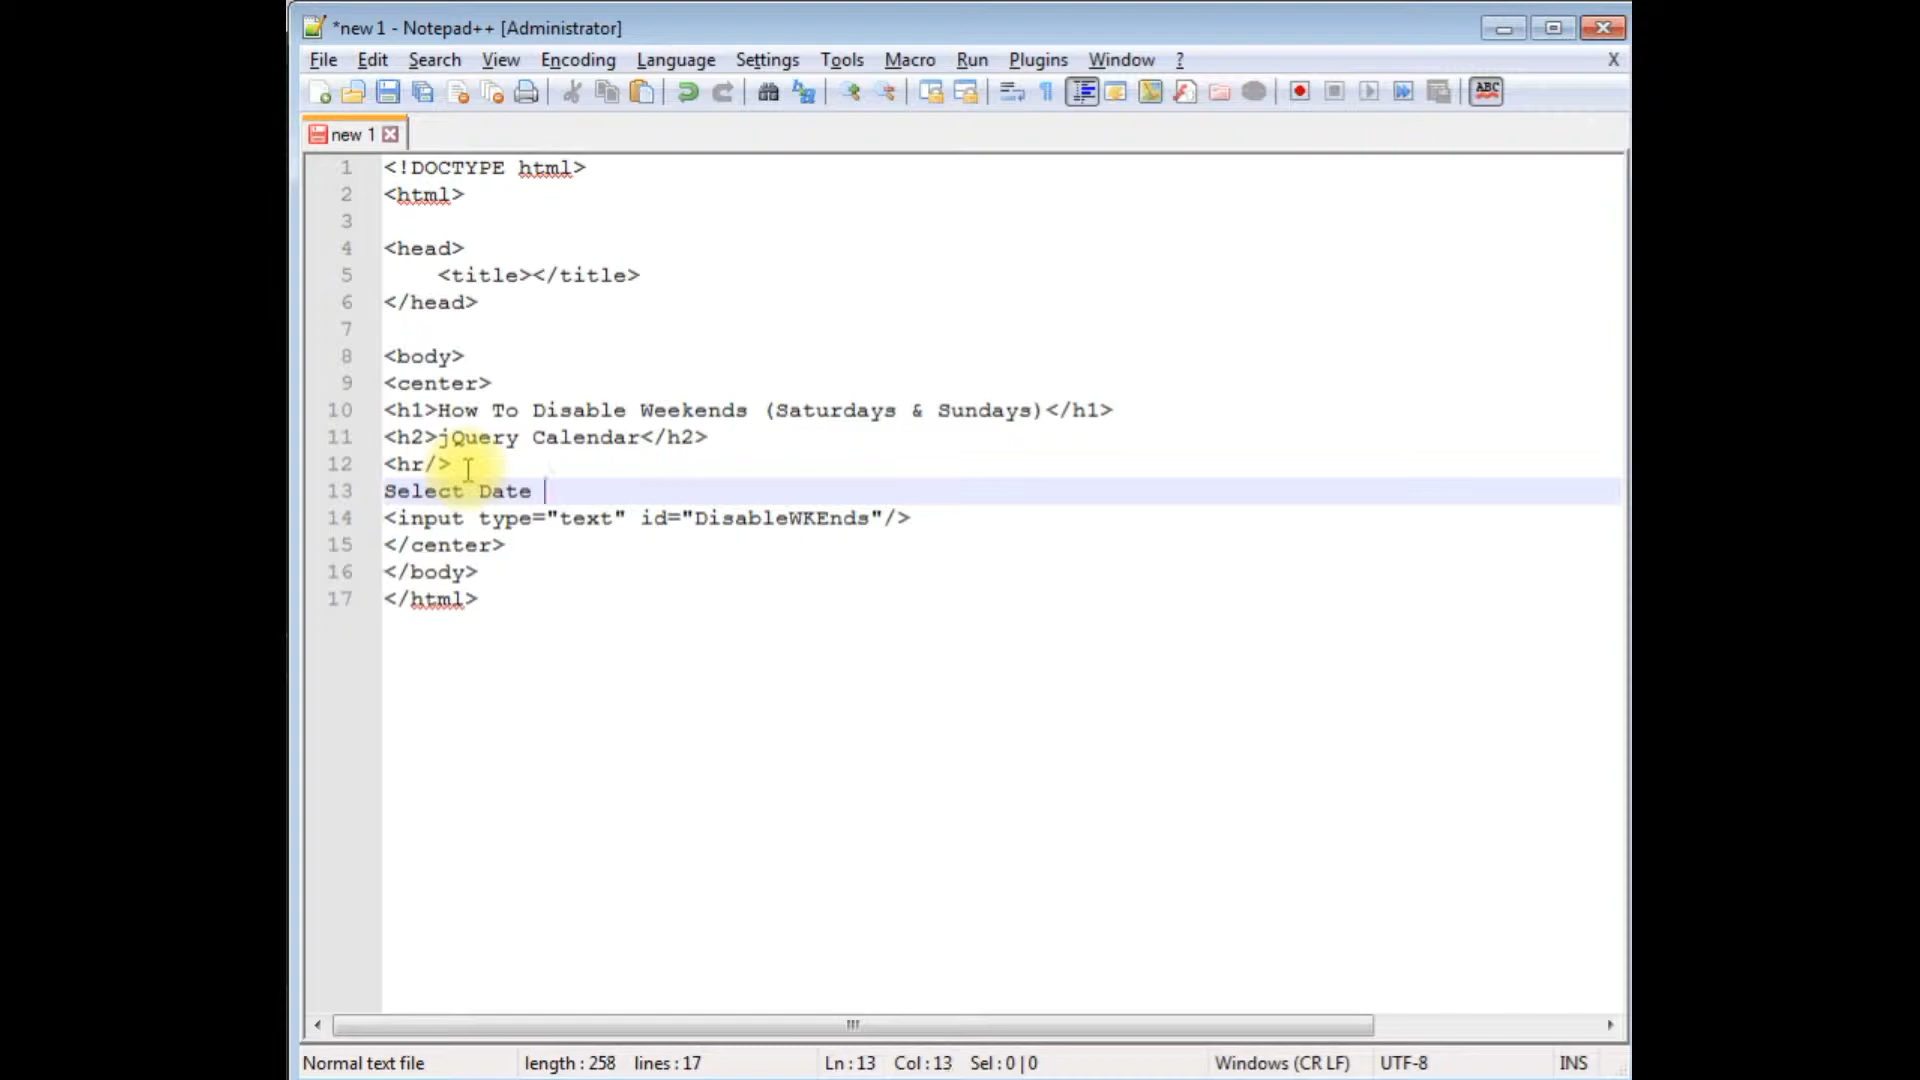 *new 1 - Notepad++ [Administrator]
File Edit Search View Encoding Language Settings Tools Macro Run Plugins Window ? X
ABC
new 1
1 <!DOCTYPE html>
2 <html>
3
4 <head>
5 <title></title>
6 </head>
7
8 <body>
9 <center>
10 <h1>How To Disable Weekends (Saturdays & Sundays)</h1>
11 <h2>jQuery Calendar</h2>
12 <hr/>
13 Select Date
14 <input type="text" id="DisableWKEnds"/>
15 </center>
16 </body>
17 </html>
Normal text file length : 258 lines : 17 Ln : 13 Col : 13 Sel : 0 | 0 Windows (CR LF) UTF-8 INS